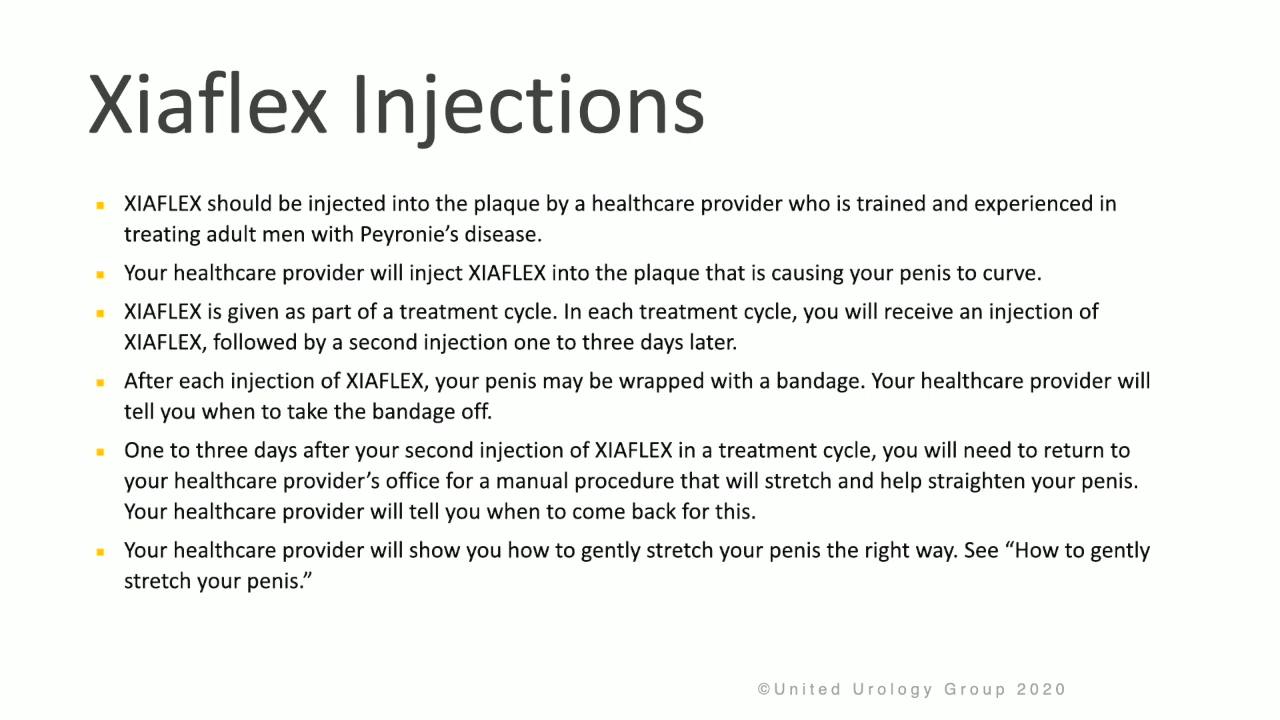 Xiaflex Injections
XIAFLEX should be injected into the plaque by a healthcare provider who is trained and experienced in
treating adult men with Peyronie’s disease.
Your healthcare provider will inject XIAFLEX into the plaque that is causing your penis to curve.
XIAFLEX is given as part of a treatment cycle. In each treatment cycle, you will receive an injection of
XIAFLEX, followed by a second injection one to three days later.
After each injection of XIAFLEX, your penis may be wrapped with a bandage. Your healthcare provider will
tell you when to take the bandage off.
One to three days after your second injection of XIAFLEX in a treatment cycle, you will need to return to
your healthcare provider’s office for a manual procedure that will stretch and help straighten your penis.
Your healthcare provider will tell you when to come back for this.
Your healthcare provider will show you how to gently stretch your penis the right way. See “How to gently
stretch your penis.”
©United Urology Group 2020